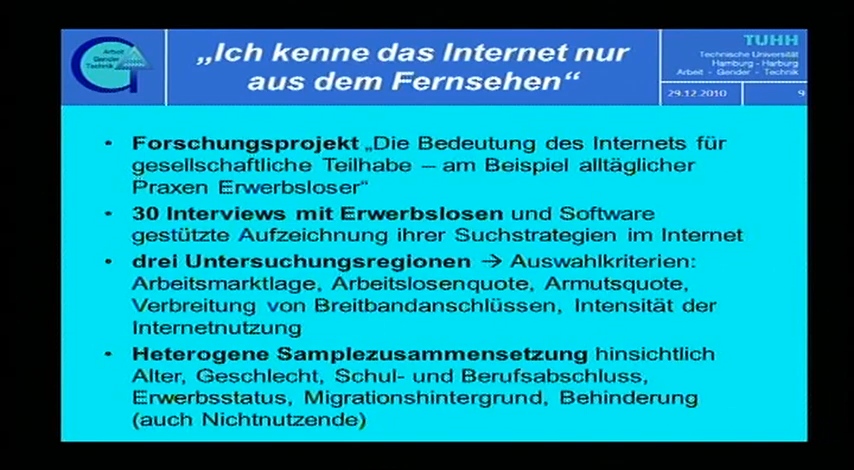 Arbeit
Gender
Technik
„Ich kenne das Internet nur
aus dem Fernsehen“
TUHH
Technische Universität
Hamburg - Harburg
Arbeit - Gender - Technik
29.12.2010
9
• Forschungsprojekt „Die Bedeutung des Internets für
gesellschaftliche Teilhabe – am Beispiel alltäglicher
Praxen Erwerbsloser“
• 30 Interviews mit Erwerbslosen und Software
gestützte Aufzeichnung ihrer Suchstrategien im Internet
• drei Untersuchungsregionen → Auswahlkriterien:
Arbeitsmarktlage, Arbeitslosenquote, Armutsquote,
Verbreitung von Breitbandanschlüssen, Intensität der
Internetnutzung
• Heterogene Samplezusammensetzung hinsichtlich
Alter, Geschlecht, Schul- und Berufsabschluss,
Erwerbsstatus, Migrationshintergrund, Behinderung
(auch Nichtnutzende)